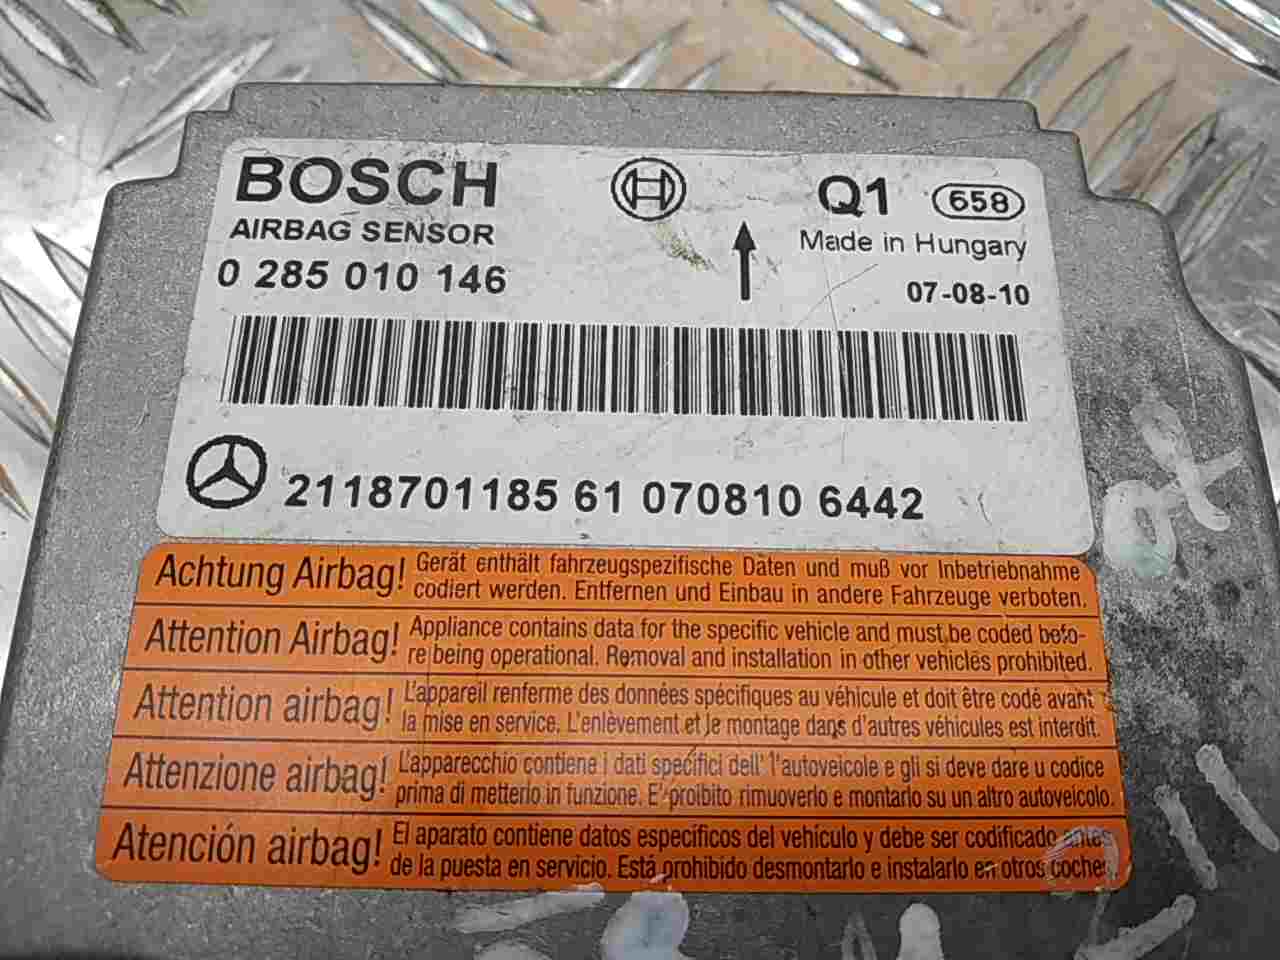 BOSCH
AIRBAG SENSOR
0 285 010 146
Q1 658
Made in Hungary
07-08-10
2118701185 61 070810 6442
Achtung Airbag! Gerät enthält fahrzeugspezifische Daten und muß vor Inbetriebnahme
codiert werden. Entfernen und Einbau in andere Fahrzeuge verboten.
Attention Airbag! Appliance contains data for the specific vehicle and must be coded befo-
re being operational. Removal and installation in other vehicles prohibited.
Attention airbag! L'appareil renferme des données spécifiques au véhicule et doit être codé avant
la mise en service. L'enlèvement et le montage dans d'autres véhicules est interdit.
Attenzione airbag! L'apparecchio contiene i dati specifici dell' l'autoveicole e gli si deve dare u codice
prima di metterlo in funzione. E' proibito rimuoverlo e montarlo su un altro autoveicolo.
Atención airbag! El aparato contiene datos específicos del vehículo y debe ser codificado antes
de la puesta en servicio. Está prohibido desmontarlo e instalarlo en otros coches.